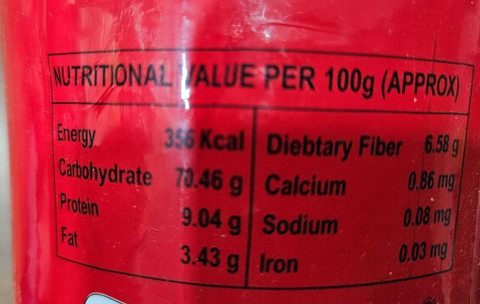 NUTRITIONAL VALUE PER 100g (APPROX)
Energy 356 Kcal
Carbohydrate 70.46 g
Protein 9.04 g
Fat 3.43 g
Diebtary Fiber 6.58 g
Calcium 0.86 mg
Sodium 0.08 mg
Iron 0.03 mg